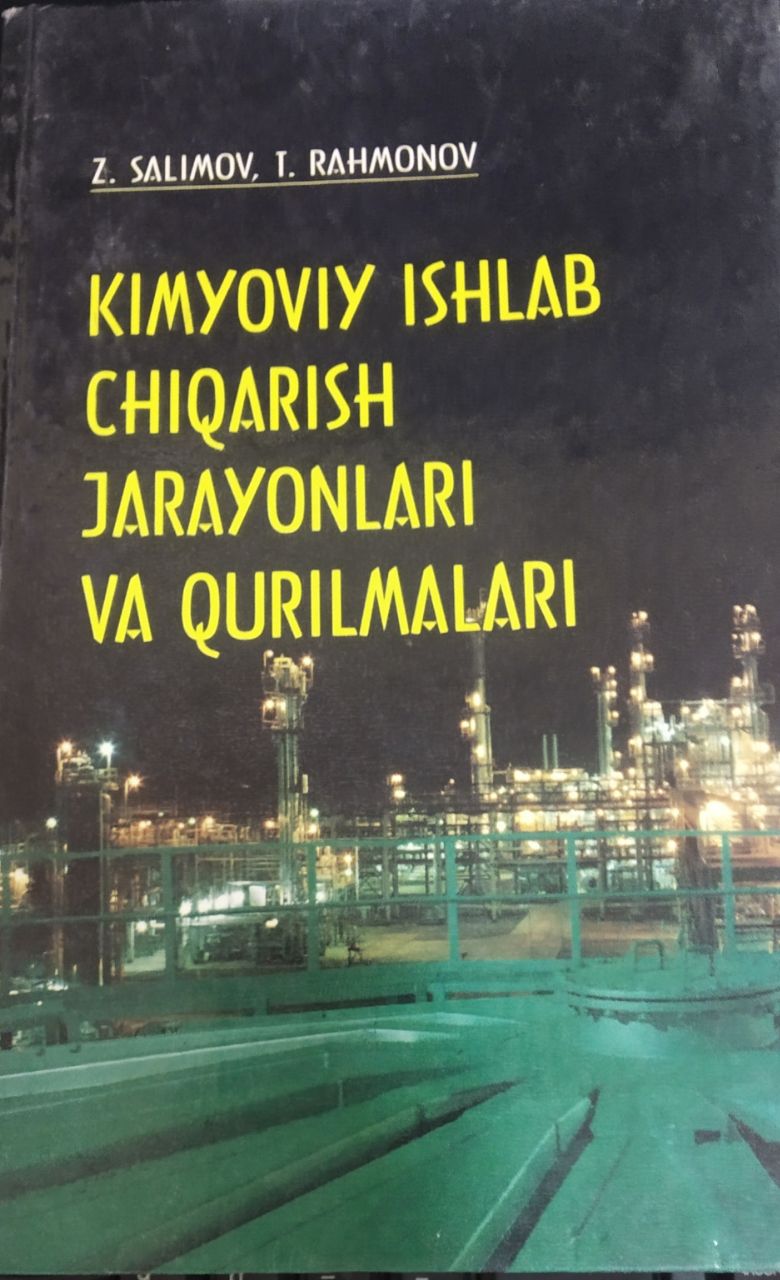 Z. SALIMOV, T. RAHMONOV
KIMYOVIY ISHLAB
CHIQARISH
JARAYONLARI
VA QURILMALARI